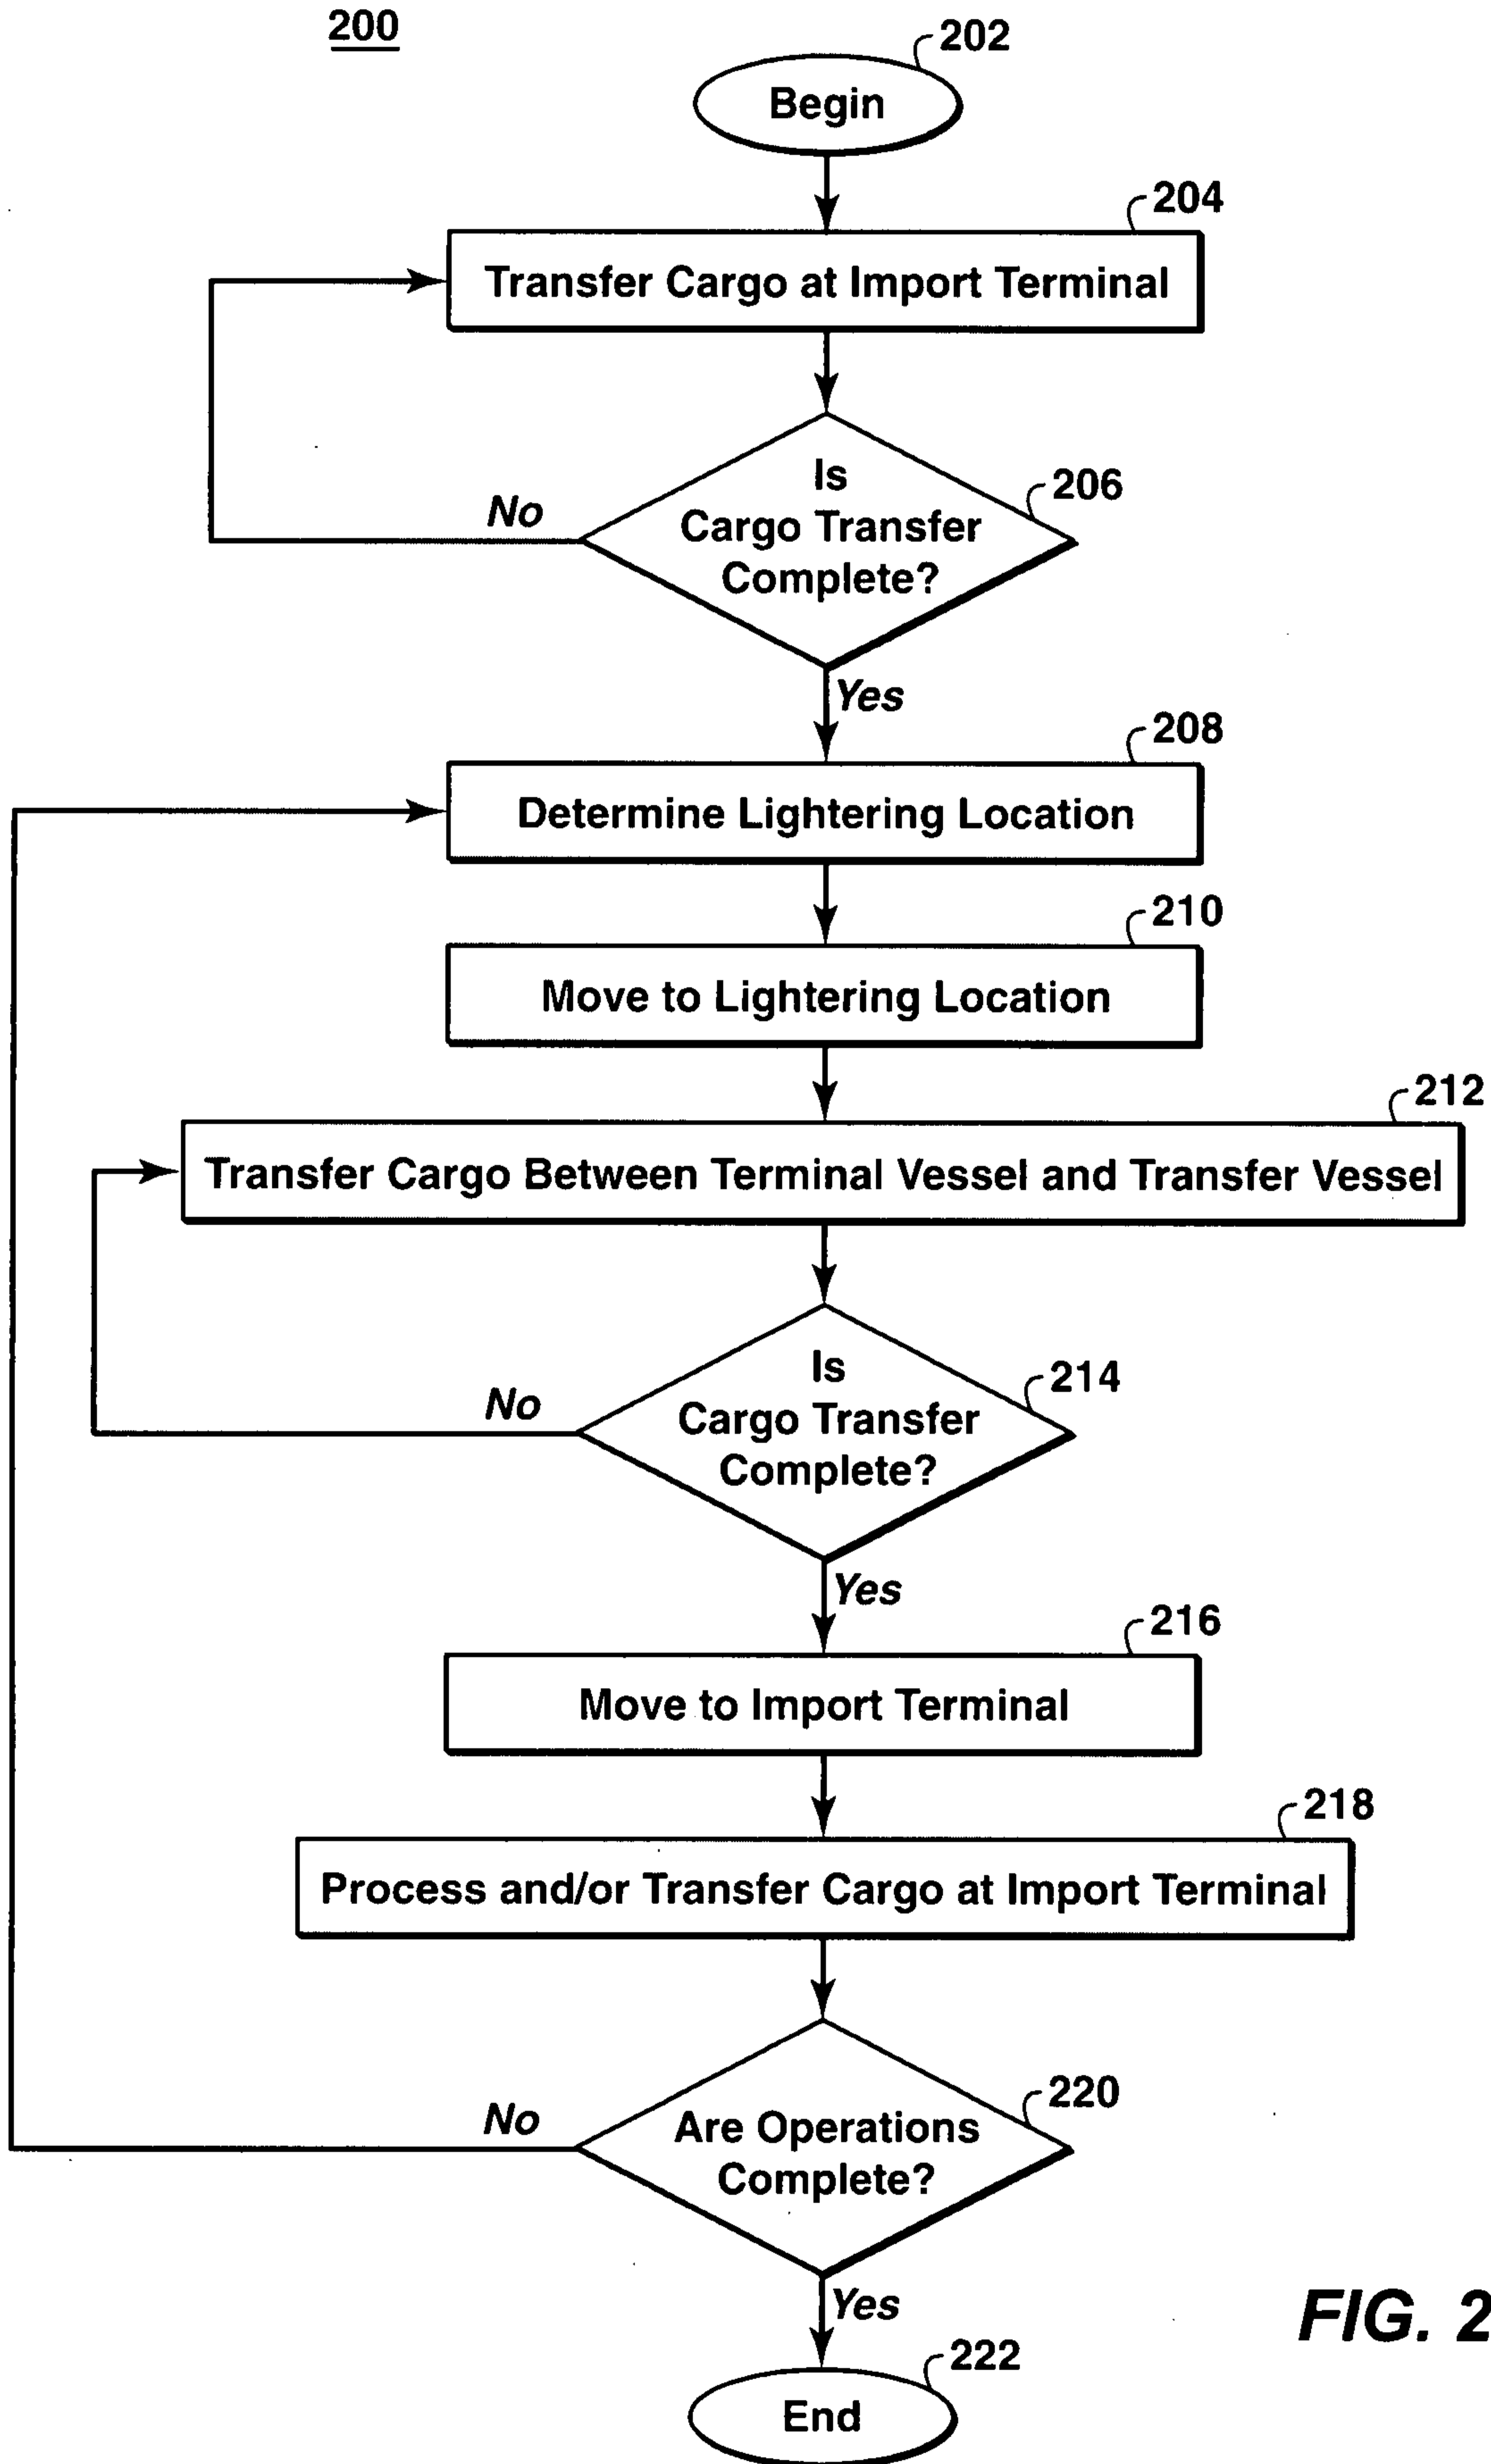 200
202
Begin
204
Transfer Cargo at Import Terminal
Is
206
Cargo Transfer
No
Complete?
Yes
208
Determine Lightering Location
210
Move to Lightering Location
212
Transfer Cargo Between Terminal Vessel and Transfer Vessel
Is
214
Cargo Transfer
No
Complete?
Yes
216
Move to Import Terminal
218
Process and/or Transfer Cargo at Import Terminal
220
No
Are Operations
Complete?
Yes
FIG. 2
222
End